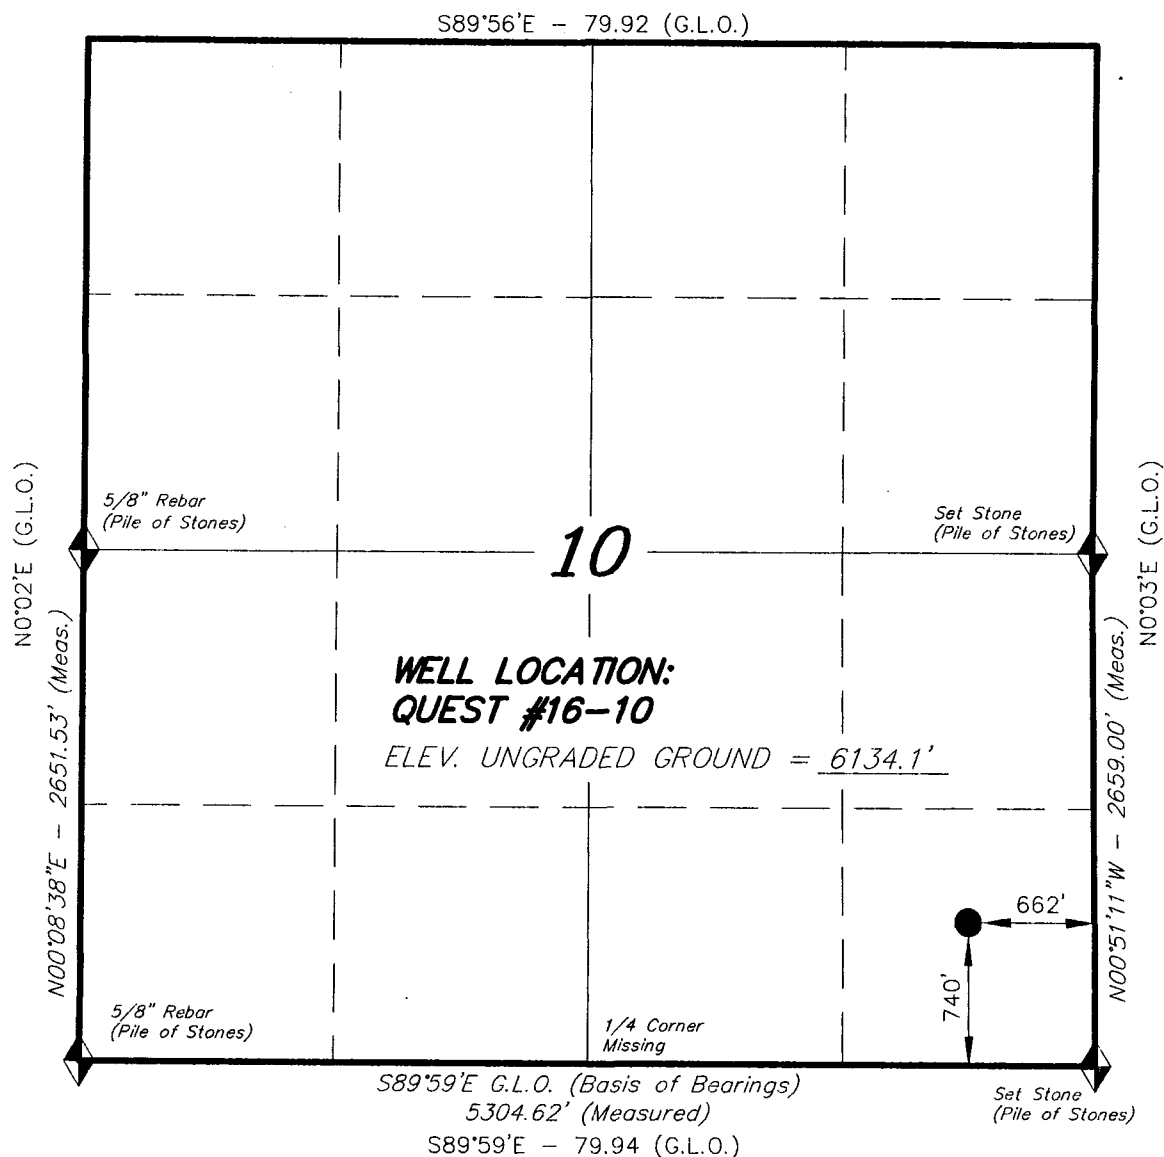 S89°56'E - 79.92 (G.L.O.)
5/8" Rebar
(Pile of Stones)
Set Stone
(Pile of Stones)
10
N0°02'E (G.L.O.)
N0°03'E (G.L.O.)
WELL LOCATION:
QUEST #16-10
ELEV. UNGRADED GROUND = 6134.1'
N00°08'38"E - 2651.53' (Meas.)
N00°51'11"W - 2659.00' (Meas.)
662'
740'
5/8" Rebar
(Pile of Stones)
1/4 Corner
Missing
S89°59'E G.L.O. (Basis of Bearings)
5304.62' (Measured)
S89°59'E - 79.94 (G.L.O.)
Set Stone
(Pile of Stones)